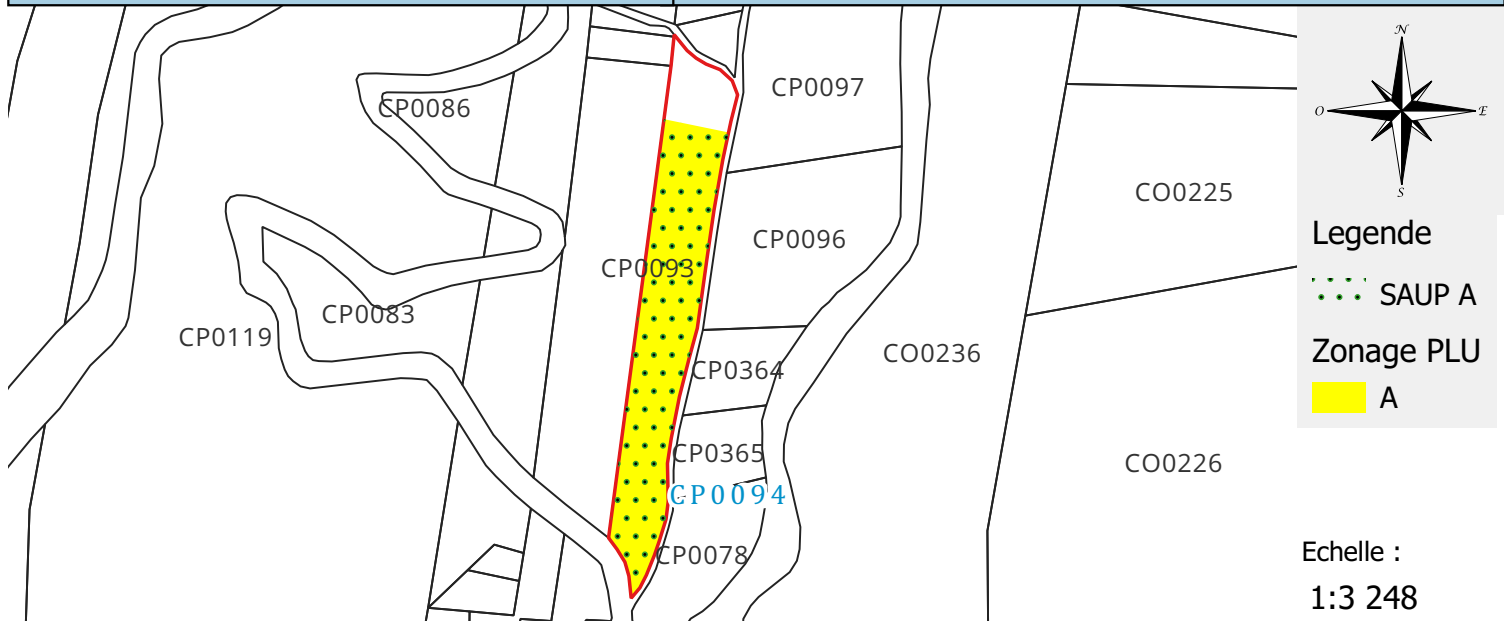 CP0097
CP0086
CO0225
CP0096
CP0093
CP0083
CP0119
CO0236
CP0364
CP0365
CO0226
CP0094
CP0078
N
O
E
S
Legende
SAUP A
Zonage PLU
A
Echelle :
1:3 248